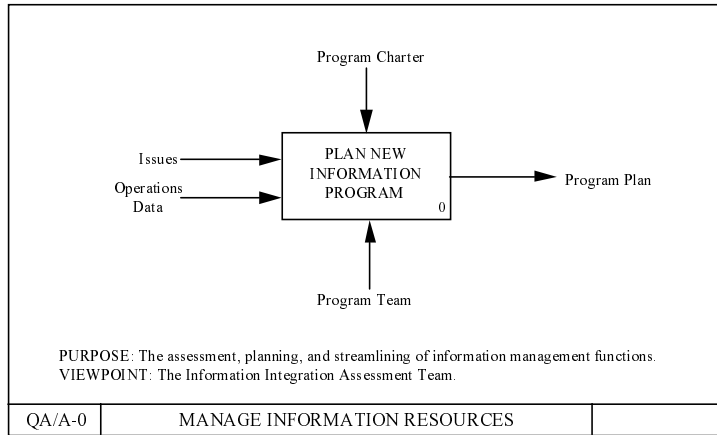 Program Charter
PLAN NEW
INFORMATION
PROGRAM
0
Issues
Operations
Data
Program Plan
Program Team
PURPOSE: The assessment, planning, and streamlining of information management functions.
VIEWPOINT: The Information Integration Assessment Team.
QA/A-0
MANAGE INFORMATION RESOURCES